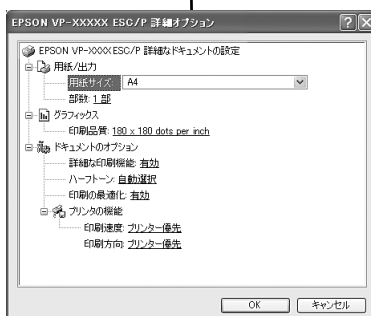 EPSON VP-XXXXX ESC/P 詳細オプション
EPSON VP-XXXX ESC/P 詳細なドキュメントの設定
用紙/出力
用紙サイズ: A4
部数: 1 部
グラフィックス
印刷品質: 180 x 180 dots per inch
ドキュメントのオプション
詳細な印刷機能: 有効
ハーフトーン: 自動選択
印刷の最適化: 有効
プリンタの機能
印刷速度: プリンター優先
印刷方向: プリンター優先
OK キャンセル